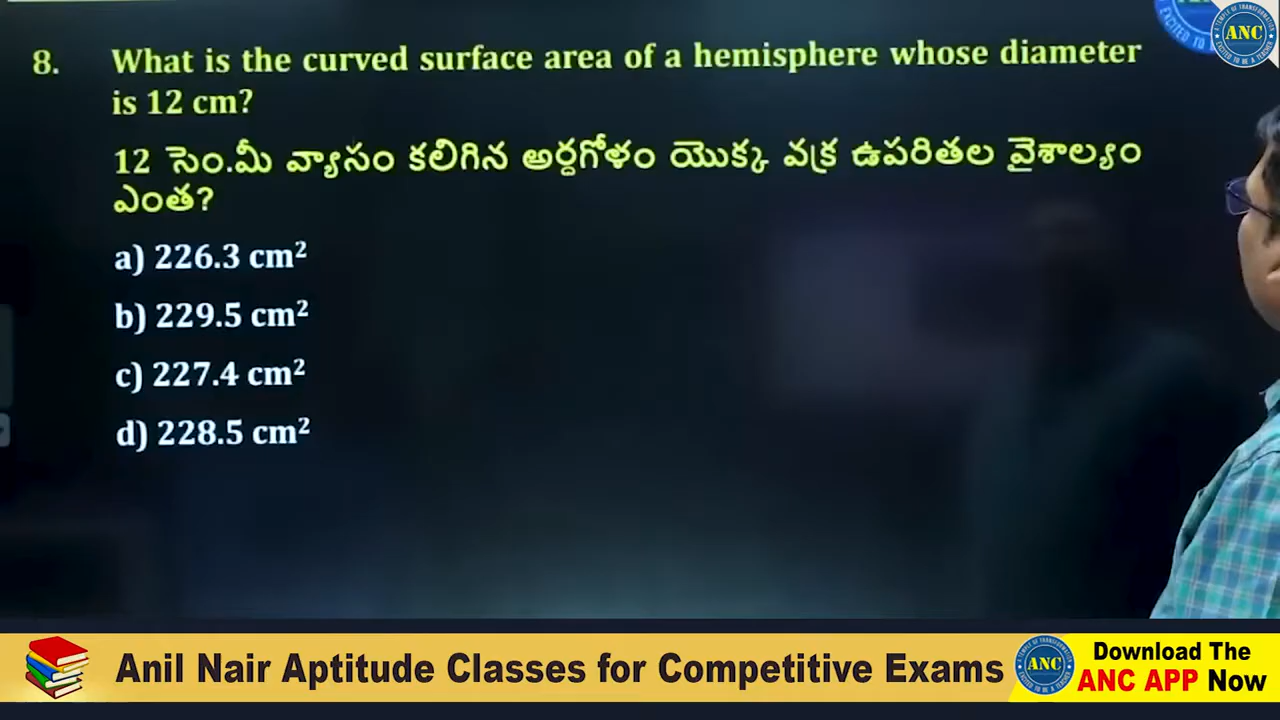 8. What is the curved surface area of a hemisphere whose diameter
is 12 cm?
12 సెం.మీ వ్యాసం కలిగిన అర్దగోళం యొక్క వక్ర ఉపరితల వైశాల్యం
ఎంత?
a) 226.3 cm²
b) 229.5 cm²
c) 227.4 cm²
d) 228.5 cm²
ANC
Anil Nair Aptitude Classes for Competitive Exams
ANC
Download The
ANC APP Now